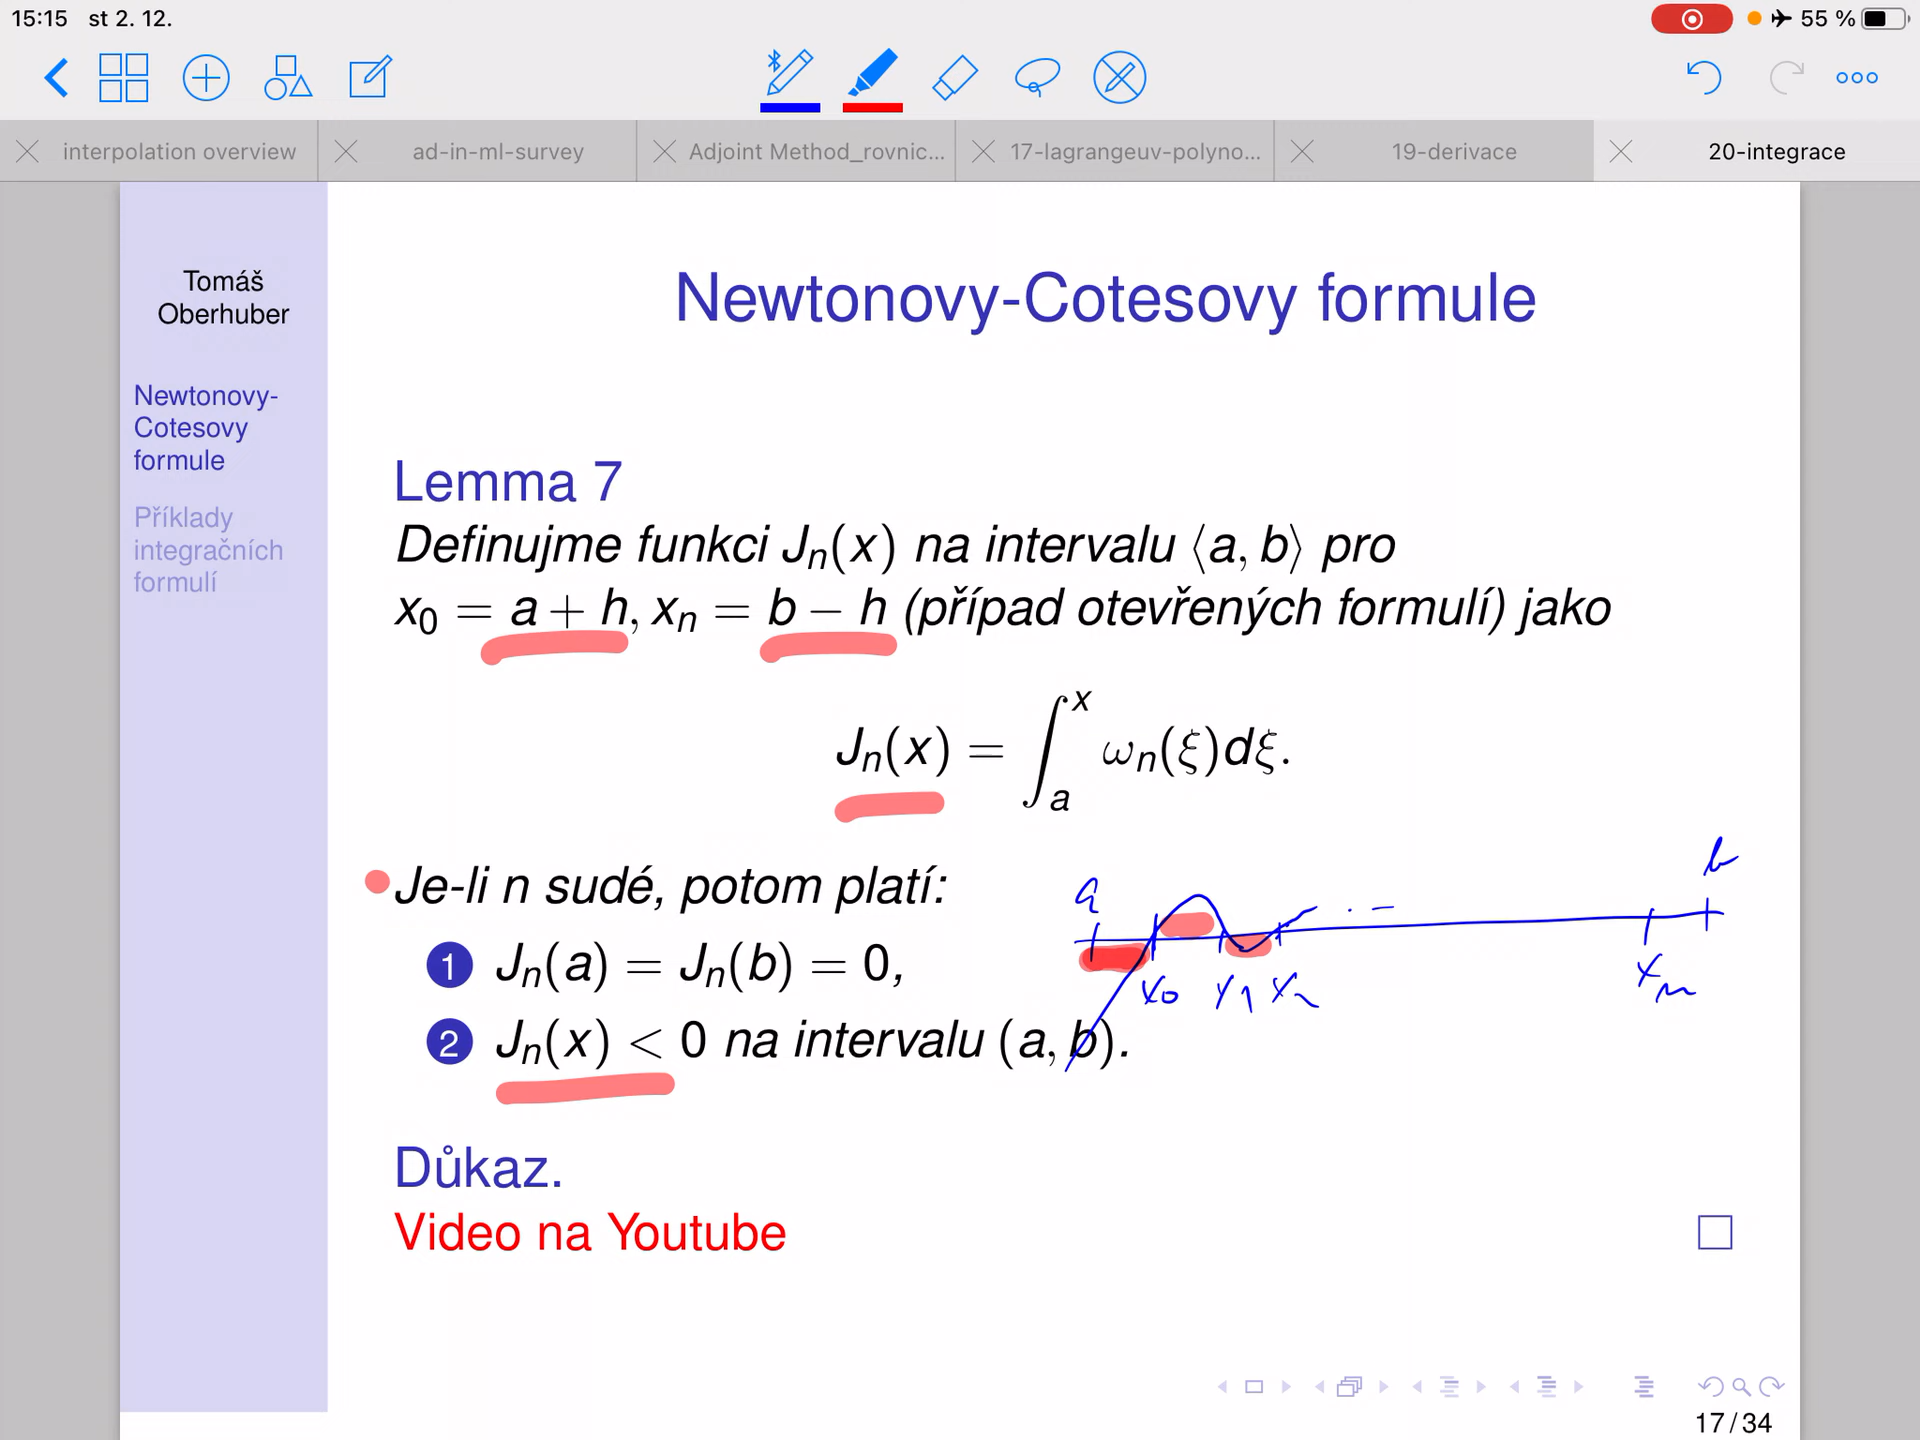 15:15 st 2. 12.
55 %
interpolation overview
ad-in-ml-survey
Adjoint Method_rovnic...
17-lagrangeuv-polyno...
19-derivace
20-integrace
Tomáš
Oberhuber
Newtonovy-
Cotesovy
formule
Příklady
integračních
formulí
Newtonovy-Cotesovy formule
Lemma 7
Definujme funkci Jₙ(x) na intervalu ⟨a, b⟩ pro
x₀ = a + h, xₙ = b − h (případ otevřených formulí) jako
Jₙ(x) = ∫ₐˣ ωₙ(ξ)dξ.
Je-li n sudé, potom platí:
1 Jₙ(a) = Jₙ(b) = 0,
2 Jₙ(x) < 0 na intervalu (a, b).
a b
x₀ x₁ x₂ xₙ
Důkaz.
Video na Youtube
17 / 34